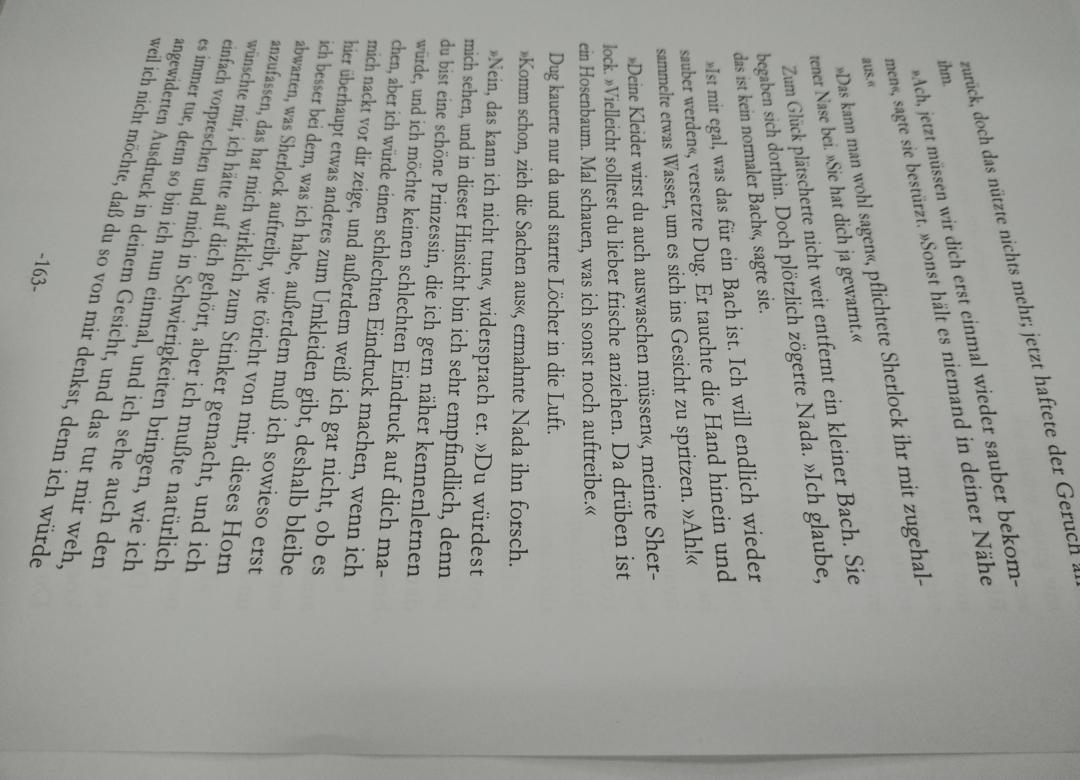 jetzt haftete der Geruch an
zurück, doch das nützte nichts mehr;
ihm.
»Ach, jetzt müssen wir dich erst einmal wieder sauber bekom-
men«, sagte sie bestürzt. »Sonst hält es niemand in deiner Nähe
aus.«
»Das kann man wohl sagen«, pflichtete Sherlock ihr mit zugehal-
tener Nase bei. »Sie hat dich ja gewarnt.«
Zum Glück plätscherte nicht weit entfernt ein kleiner Bach. Sie
begaben sich dorthin. Doch plötzlich zögerte Nada. »Ich glaube,
das ist kein normaler Bach«, sagte sie.
»Ist mir egal, was das für ein Bach ist. Ich will endlich wieder
sauber werden«, versetzte Dug. Er tauchte die Hand hinein und
sammelte etwas Wasser, um es sich ins Gesicht zu spritzen. »Ah!«
»Deine Kleider wirst du auch auswaschen müssen«, meinte Sher-
lock. »Vielleicht solltest du lieber frische anziehen. Da drüben ist
ein Hosenbaum. Mal schauen, was ich sonst noch auftreibe.«
Dug kauerte nur da und starrte Löcher in die Luft.
»Komm schon, zieh die Sachen aus«, ermahnte Nada ihn forsch.
»Nein, das kann ich nicht tun«, widersprach er. »Du würdest
mich sehen, und in dieser Hinsicht bin ich sehr empfindlich, denn
du bist eine schöne Prinzessin, die ich gern näher kennenlernen
würde, und ich möchte keinen schlechten Eindruck auf dich ma-
chen, aber ich würde einen schlechten Eindruck machen, wenn ich
mich nackt vor dir zeige, und außerdem weiß ich gar nicht, ob es
hier überhaupt etwas anderes zum Umkleiden gibt, deshalb bleibe
ich besser bei dem, was ich habe, außerdem muß ich sowieso erst
abwarten, was Sherlock auftreibt, wie töricht von mir, dieses Horn
anzufassen, das hat mich wirklich zum Stinker gemacht, und ich
wünschte mir, ich hätte auf dich gehört, aber ich mußte natürlich
einfach vorpreschen und mich in Schwierigkeiten bringen, wie ich
es immer tue, denn so bin ich nun einmal, und ich sehe auch den
angewiderten Ausdruck in deinem Gesicht, und das tut mir weh,
weil ich nicht möchte, daß du so von mir denkst, denn ich würde
-163-